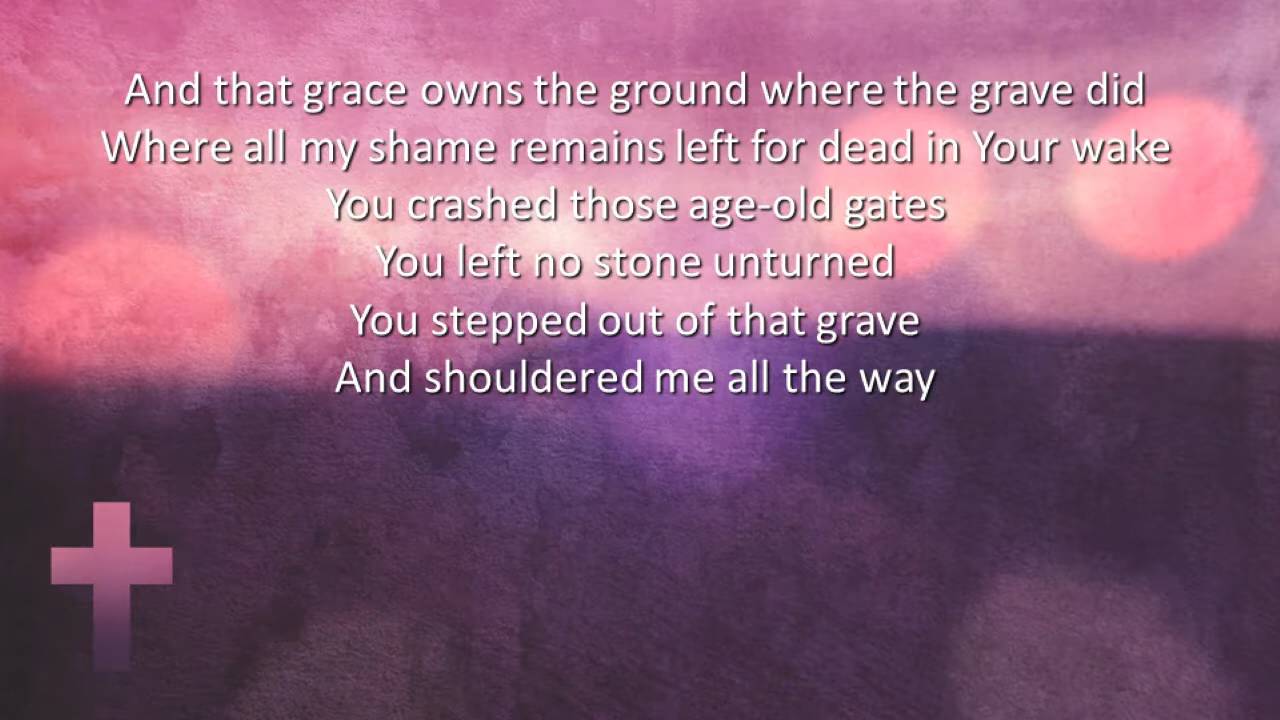 And that grace owns the ground where the grave did
Where all my shame remains left for dead in Your wake
You crashed those age-old gates
You left no stone unturned
You stepped out of that grave
And shouldered me all the way